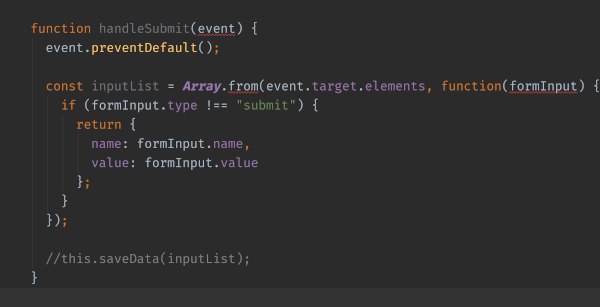 function handleSubmit(event) {
event.preventDefault();
const inputList = Array.from(event.target.elements, function(formInput) {
if (formInput.type !== "submit") {
return {
name: formInput.name,
value: formInput.value
};
}
});
//this.saveData(inputList);
}